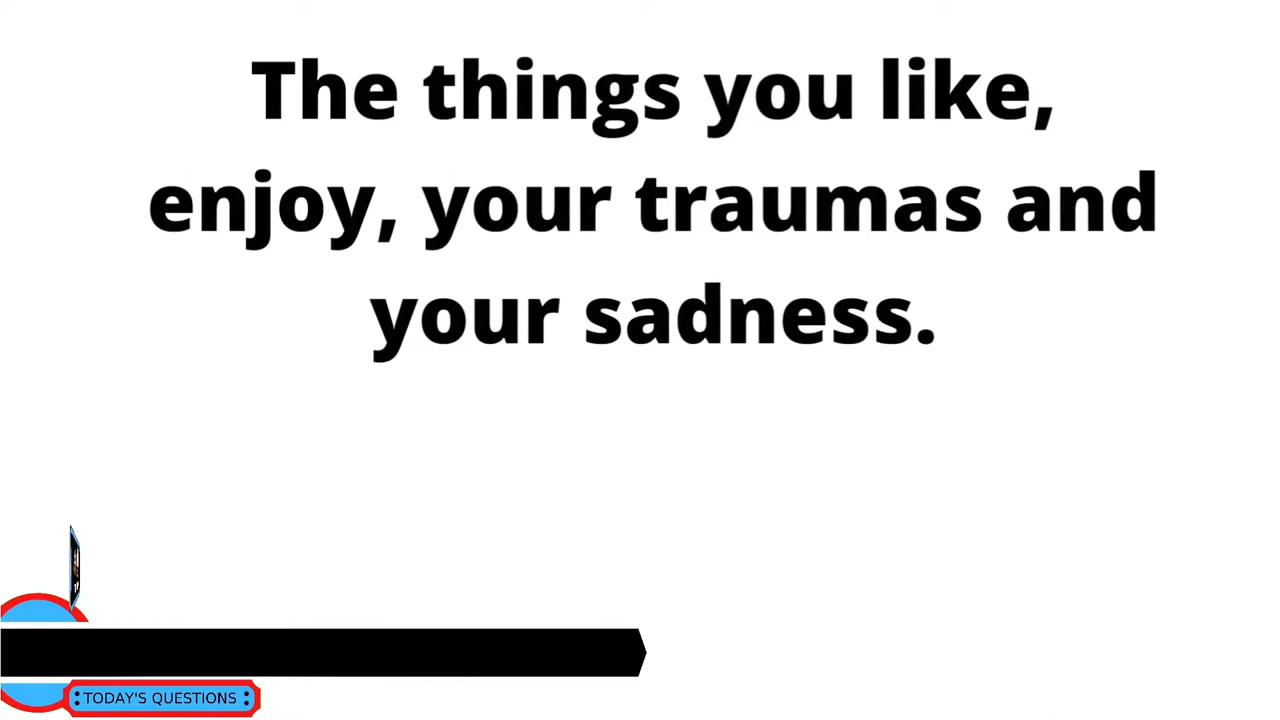 The things you like,
enjoy, your traumas and
your sadness.
: TODAY'S QUESTIONS :